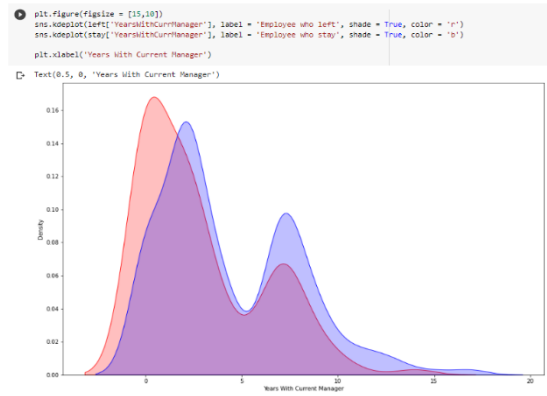 plt.figure(figsize = [15,10])
sns.kdeplot(left['YearsWithCurrManager'], label = 'Employee who left', shade = True, color = 'r')
sns.kdeplot(stay['YearsWithCurrManager'], label = 'Employee who stay', shade = True, color = 'b')
plt.xlabel('Years With Current Manager')
Text(0.5, 0, 'Years With Current Manager')
0.16
0.14
0.12
0.10
Density
0.08
0.06
0.04
0.02
0.00
0 5 10 15 20
Years With Current Manager